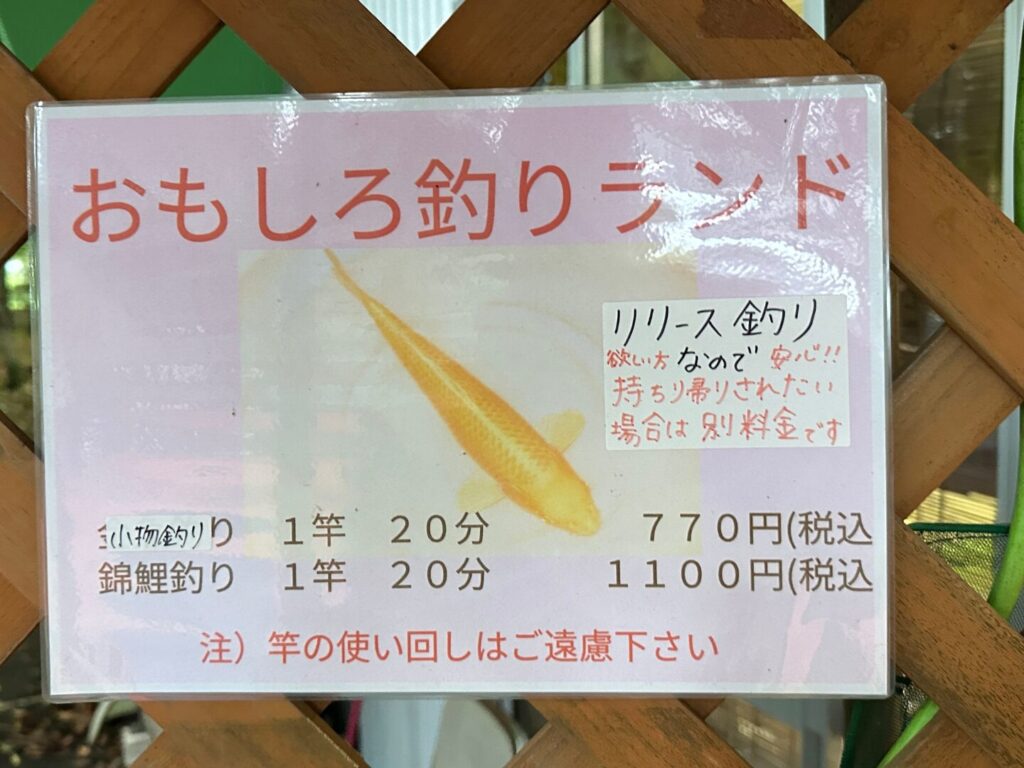 おもしろ釣りランド
リリース釣り
欲い方なので安心!!
持ちり帰りされたい
場合は別料金です
小物釣りり　１竿　２０分　７７０円(税込
錦鯉釣り　１竿　２０分　１１００円(税込
注）竿の使い回しはご遠慮下さい